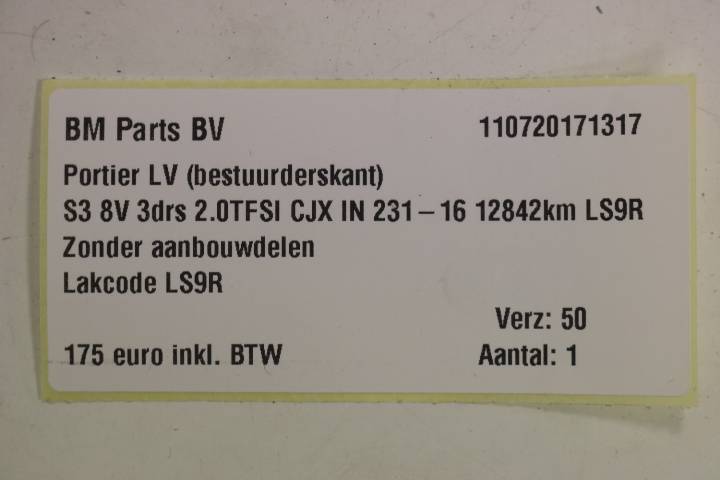 BM Parts BV 110720171317
Portier LV (bestuurderskant)
S3 8V 3drs 2.0TFSI CJX IN 231 – 16 12842km LS9R
Zonder aanbouwdelen
Lakcode LS9R
Verz: 50
175 euro inkl. BTW Aantal: 1